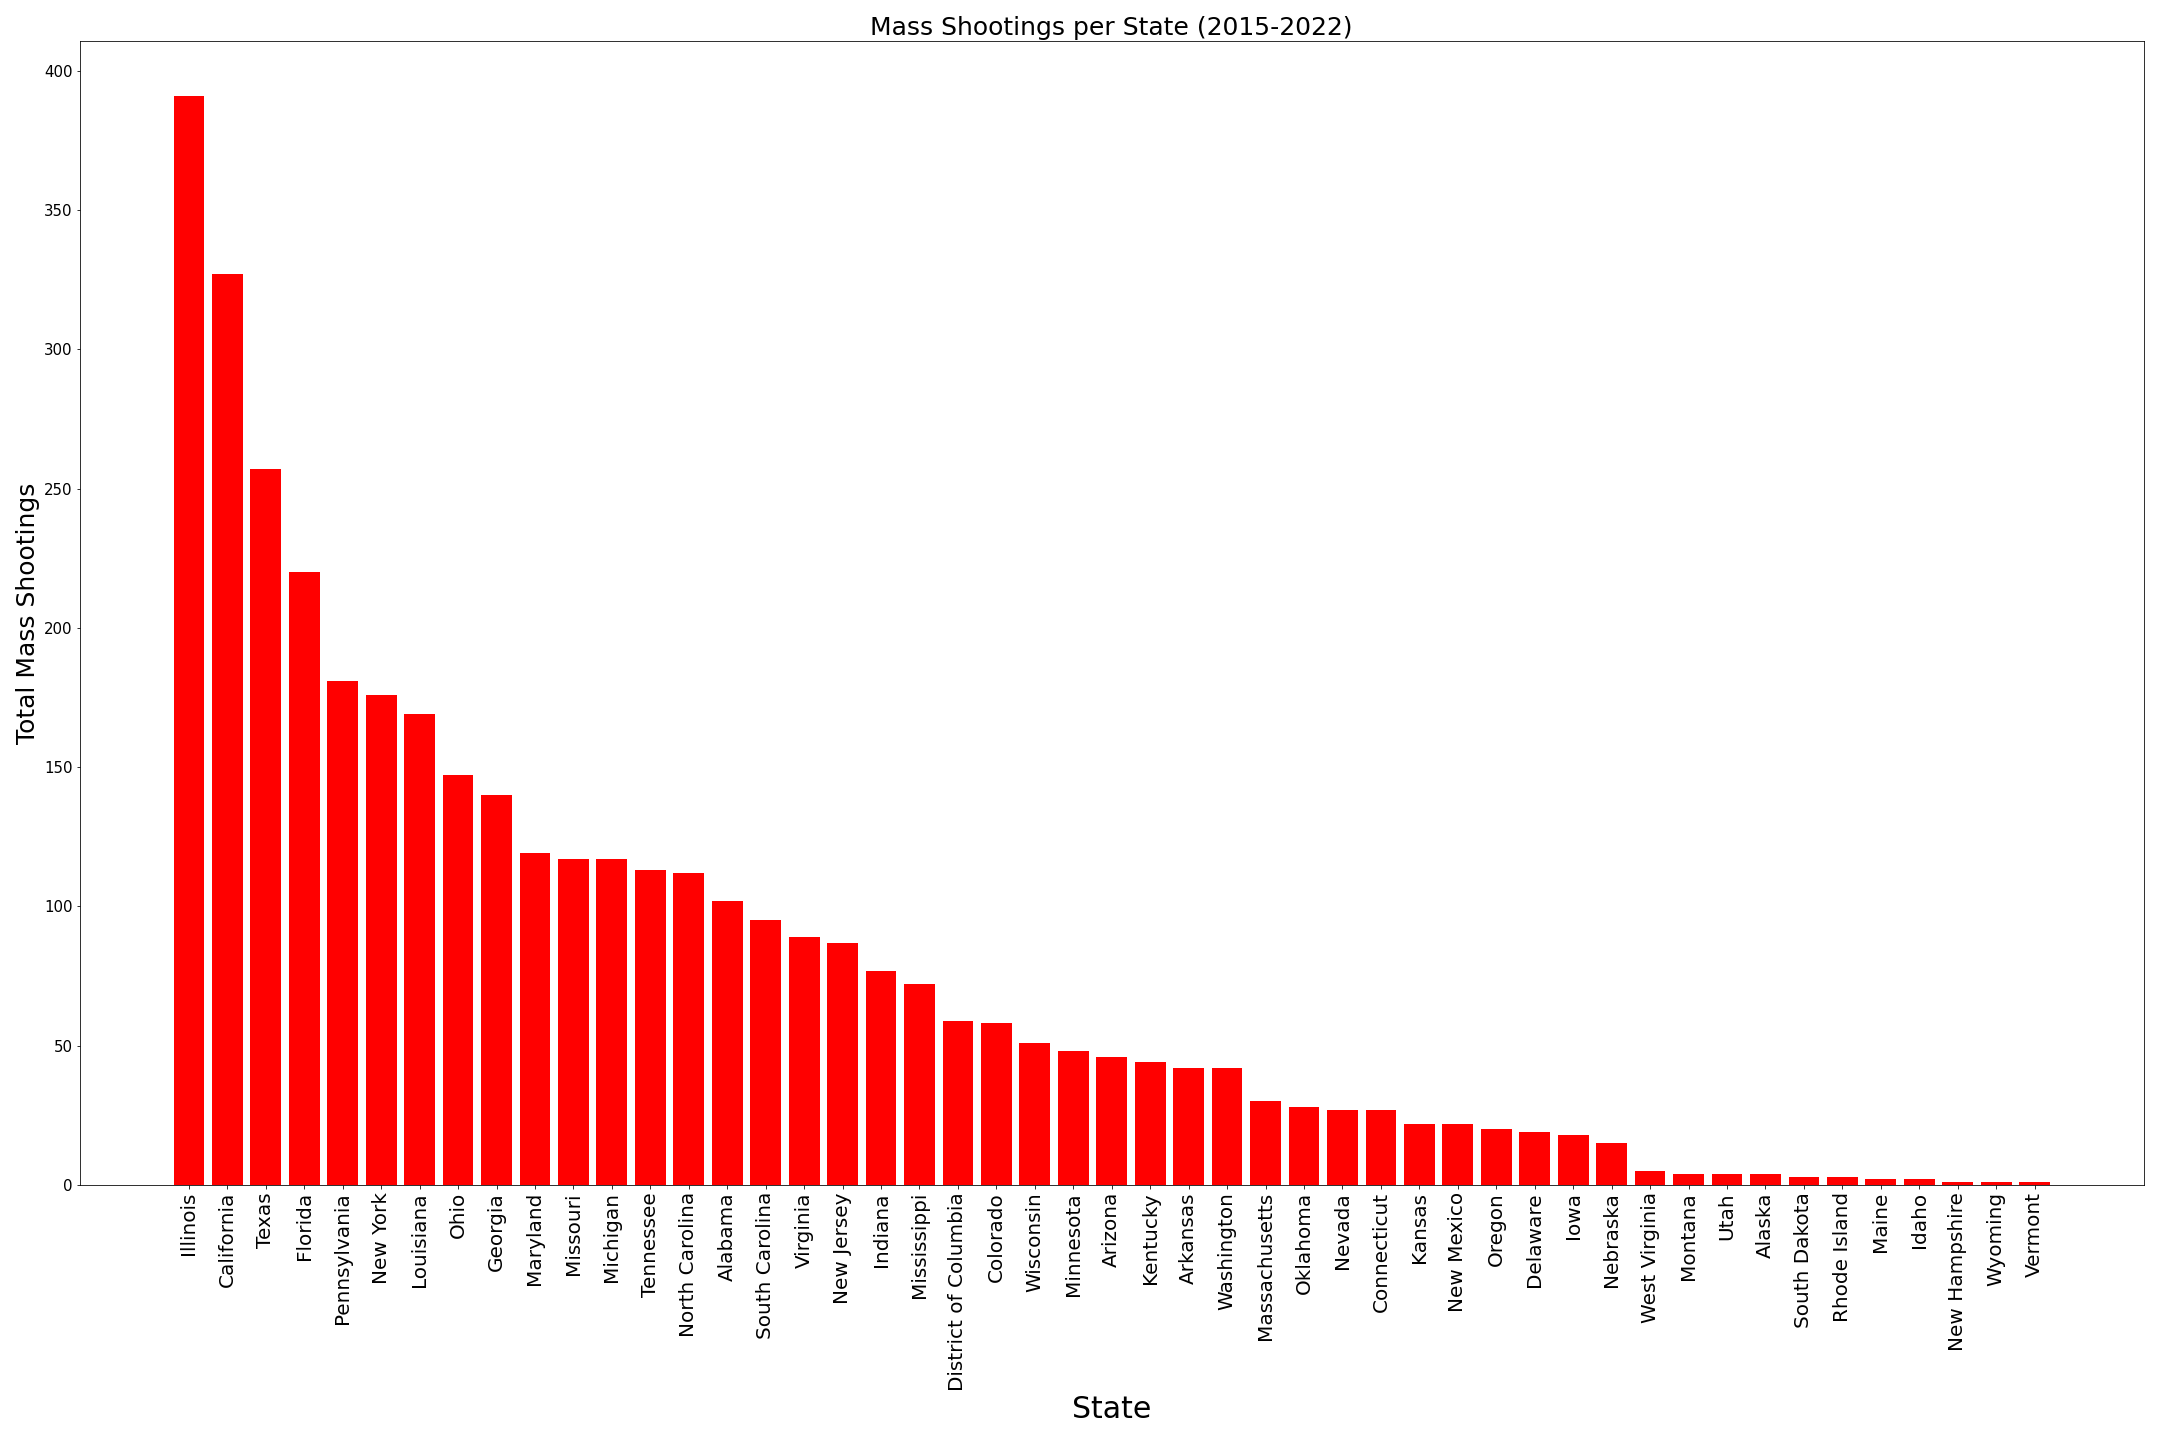 Mass Shootings per State (2015-2022)
Total Mass Shootings
400
350
300
250
200
150
100
50
0
Illinois
California
Texas
Florida
Pennsylvania
New York
Louisiana
Ohio
Georgia
Maryland
Missouri
Michigan
Tennessee
North Carolina
Alabama
South Carolina
Virginia
New Jersey
Indiana
Mississippi
District of Columbia
Colorado
Wisconsin
Minnesota
Arizona
Kentucky
Arkansas
Washington
Massachusetts
Oklahoma
Nevada
Connecticut
Kansas
New Mexico
Oregon
Delaware
Iowa
Nebraska
West Virginia
Montana
Utah
Alaska
South Dakota
Rhode Island
Maine
Idaho
New Hampshire
Wyoming
Vermont
State